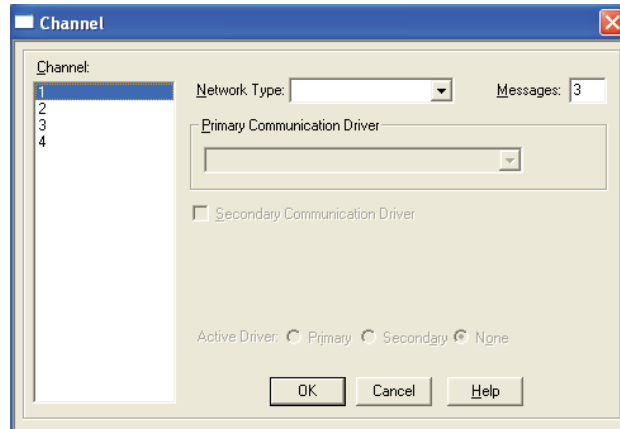 Channel
Channel:
1
2
3
4
Network Type:
Messages: 3
Primary Communication Driver
Secondary Communication Driver
Active Driver: Primary Secondary None
OK Cancel Help